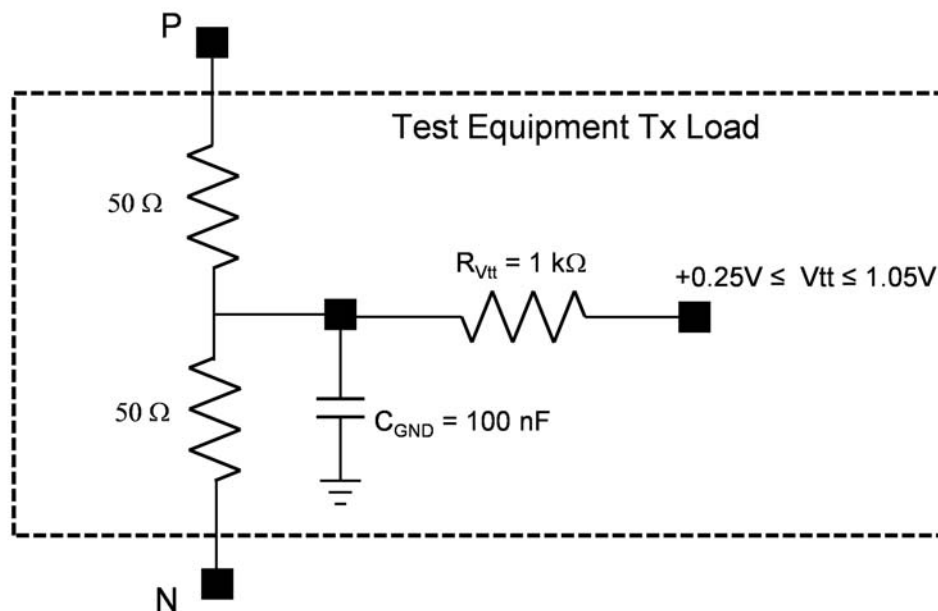 P
Test Equipment Tx Load
50 Ω
R_Vtt = 1 kΩ
+0.25V ≤ Vtt ≤ 1.05V
50 Ω
C_GND = 100 nF
N